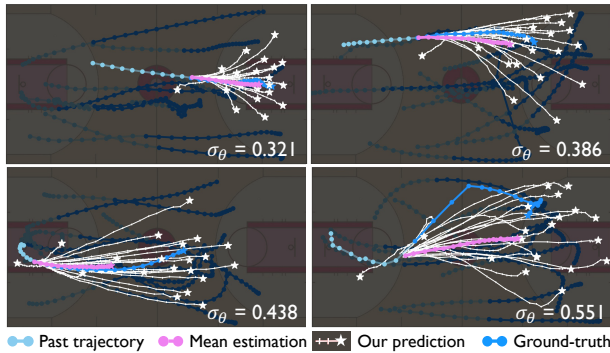 σθ = 0.321
σθ = 0.386
σθ = 0.438
σθ = 0.551
Past trajectory Mean estimation Our prediction Ground-truth